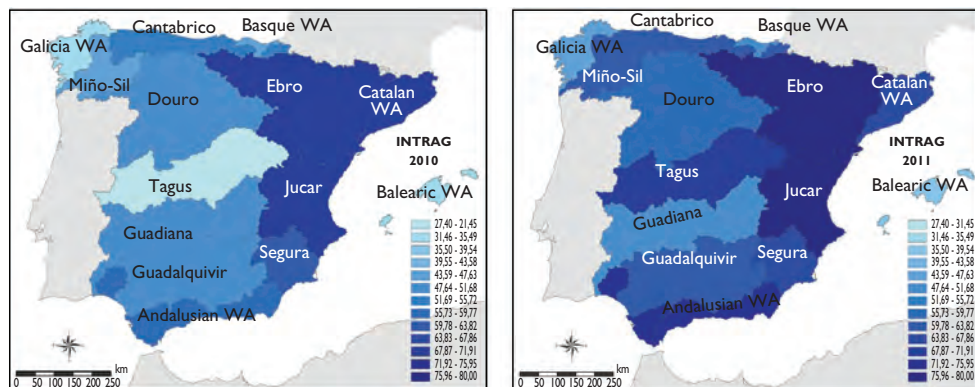 Cantabrico
Basque WA
Galicia WA
Miño-Sil
Douro
Ebro
Catalan
WA
INTRAG
2010
Tagus
Jucar
Balearic WA
Guadiana
Segura
Guadalquivir
Andalusian WA
27,40 - 21,45
31,46 - 35,49
35,50 - 39,54
39,55 - 43,58
43,59 - 47,63
47,64 - 51,68
51,69 - 55,72
55,73 - 59,77
59,78 - 63,82
63,83 - 67,86
67,87 - 71,91
71,92 - 75,95
75,96 - 80,00
km
0 50 100 150 200 250
Cantabrico
Basque WA
Galicia WA
Miño-Sil
Douro
Ebro
Catalan
WA
INTRAG
2011
Tagus
Jucar
Balearic WA
Guadiana
Guadalquivir
Segura
Andalusian WA
27,40 - 31,45
31,46 - 35,49
35,50 - 39,54
39,55 - 43,58
43,59 - 47,63
47,64 - 51,68
51,69 - 55,72
55,73 - 59,77
59,78 - 63,82
63,83 - 67,86
67,87 - 71,91
71,92 - 75,95
75,96 - 80,00
km
0 50 100 150 200 250